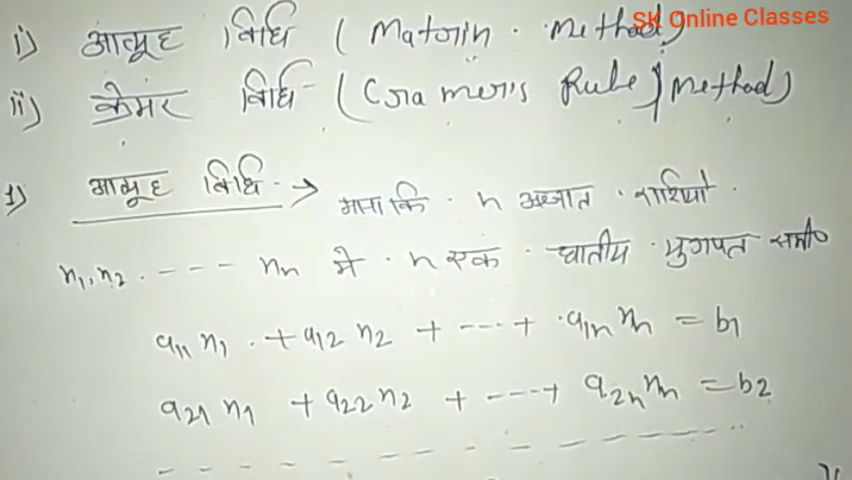 SK Online Classes
i) आव्यूह विधि (Matrix Method)
ii) क्रेमर विधि (Cramer's Rule / Method)
1) आव्यूह विधि → माना कि n अज्ञात राशियो
x₁, x₂ ---- xₙ मे n एक घातीय युगपत समी०
a₁₁ x₁ + a₁₂ x₂ + ---- + a₁ₙ xₙ = b₁
a₂₁ x₁ + a₂₂ x₂ + ---- + a₂ₙ xₙ = b₂
- - - - - - - - - - - - - -